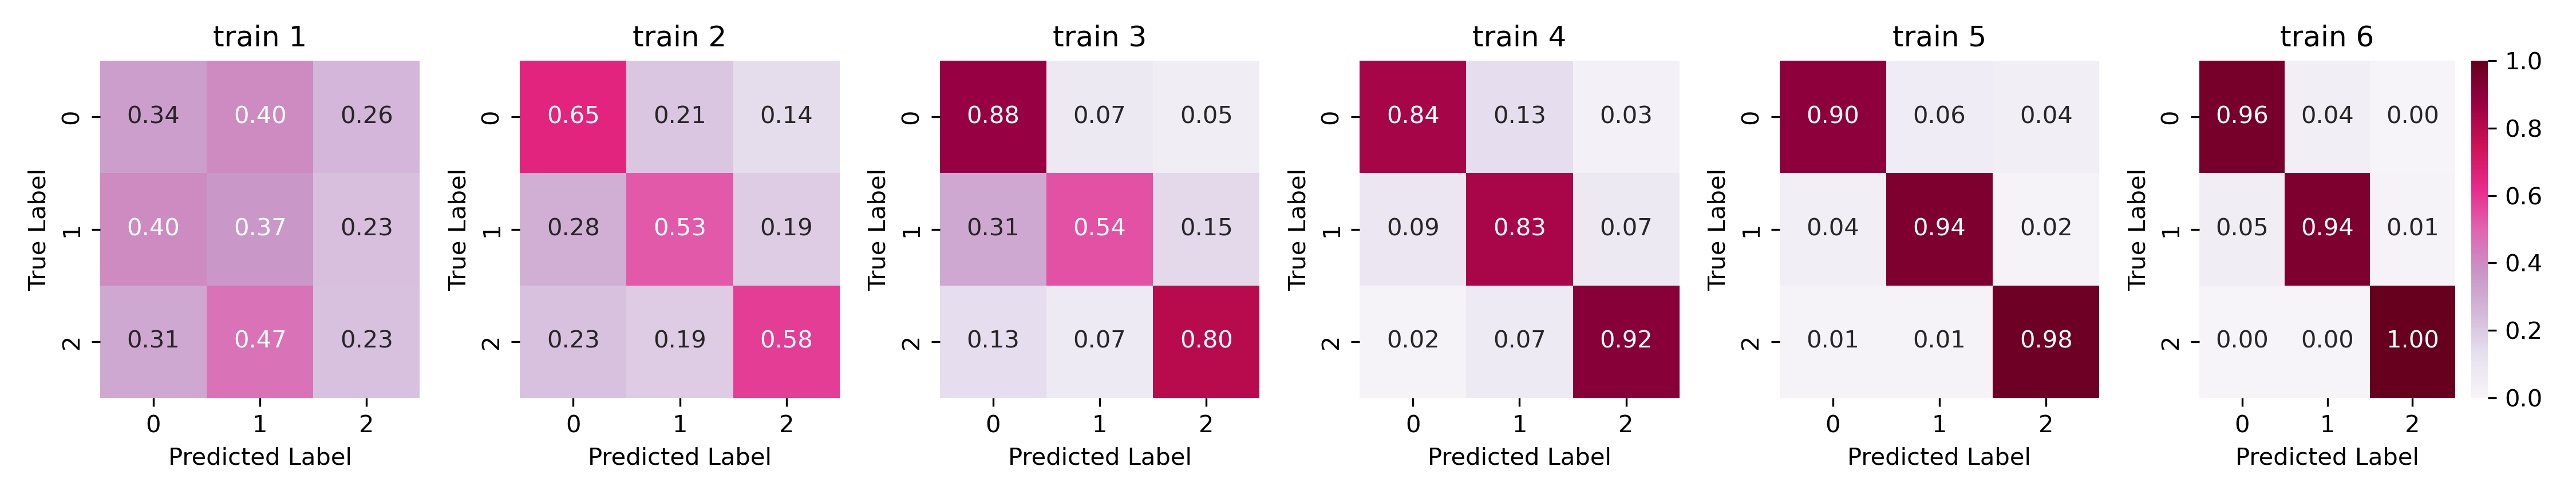 train 1
0.34 0.40 0.26
0.40 0.37 0.23
0.31 0.47 0.23
0
1
2
True Label
0 1 2
Predicted Label
train 2
0.65 0.21 0.14
0.28 0.53 0.19
0.23 0.19 0.58
0
1
2
True Label
0 1 2
Predicted Label
train 3
0.88 0.07 0.05
0.31 0.54 0.15
0.13 0.07 0.80
0
1
2
True Label
0 1 2
Predicted Label
train 4
0.84 0.13 0.03
0.09 0.83 0.07
0.02 0.07 0.92
0
1
2
True Label
0 1 2
Predicted Label
train 5
0.90 0.06 0.04
0.04 0.94 0.02
0.01 0.01 0.98
0
1
2
True Label
0 1 2
Predicted Label
train 6
0.96 0.04 0.00
0.05 0.94 0.01
0.00 0.00 1.00
0
1
2
True Label
0 1 2
Predicted Label
1.0
0.8
0.6
0.4
0.2
0.0